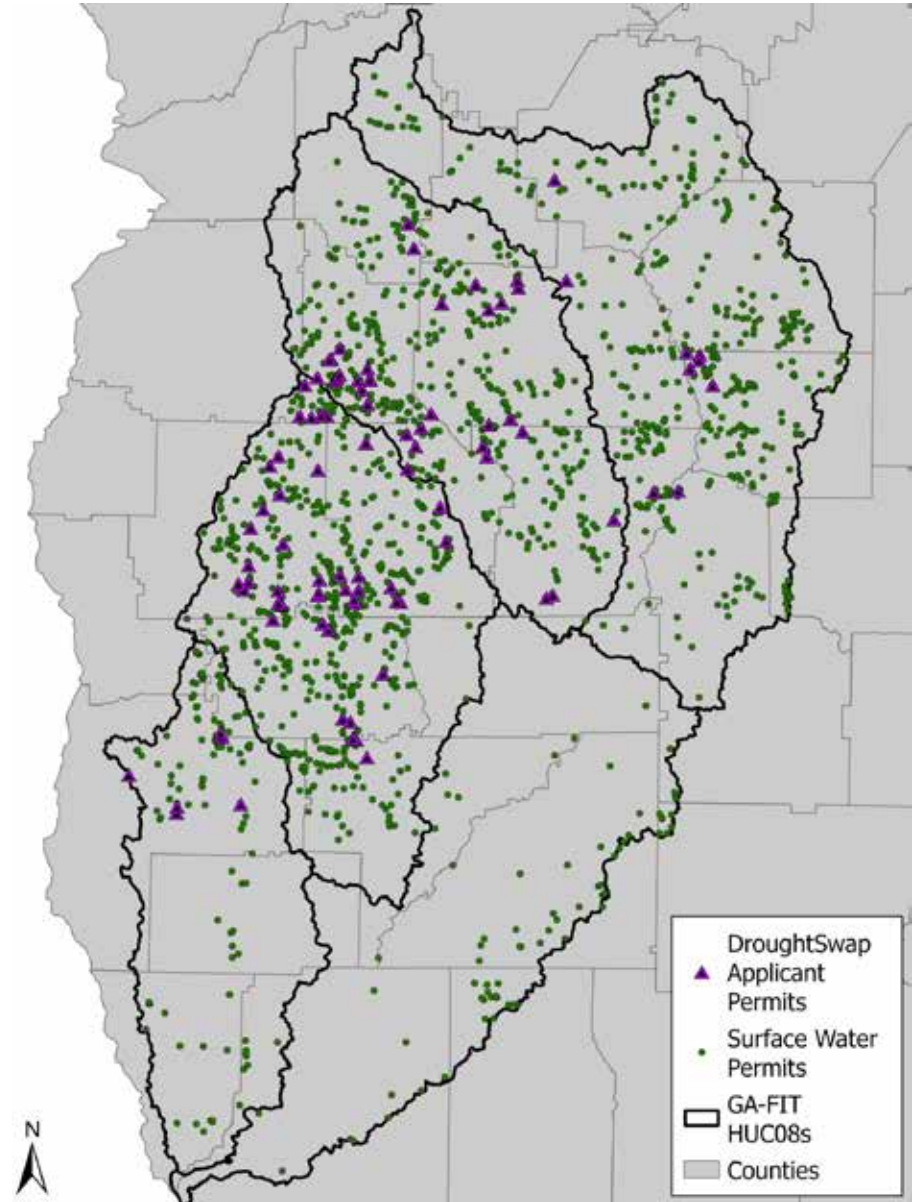 DroughtSwap
Applicant
Permits
Surface Water
Permits
GA-FIT
HUC08s
Counties
N